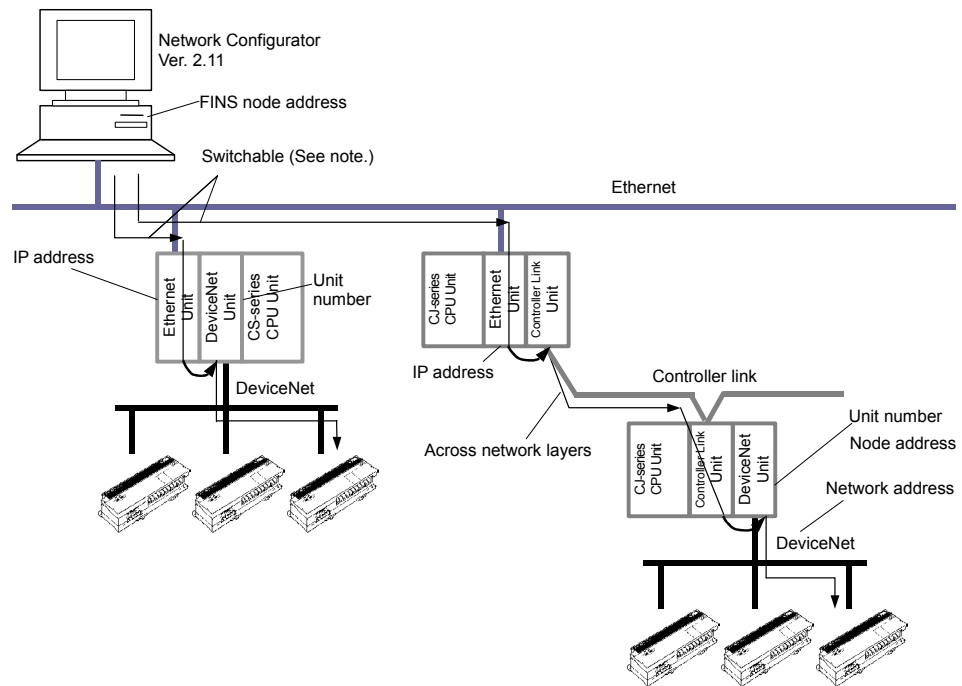 Network Configurator
Ver. 2.11
FINS node address
Switchable (See note.)
Ethernet
IP address
Ethernet
Unit
DeviceNet
Unit
CS-series
CPU Unit
Unit
number
CJ-series
CPU Unit
Ethernet
Unit
Controller Link
Unit
IP address
DeviceNet
Controller link
Across network layers
CJ-series
CPU Unit
Controller Link
Unit
DeviceNet
Unit
Unit number
Node address
Network address
DeviceNet